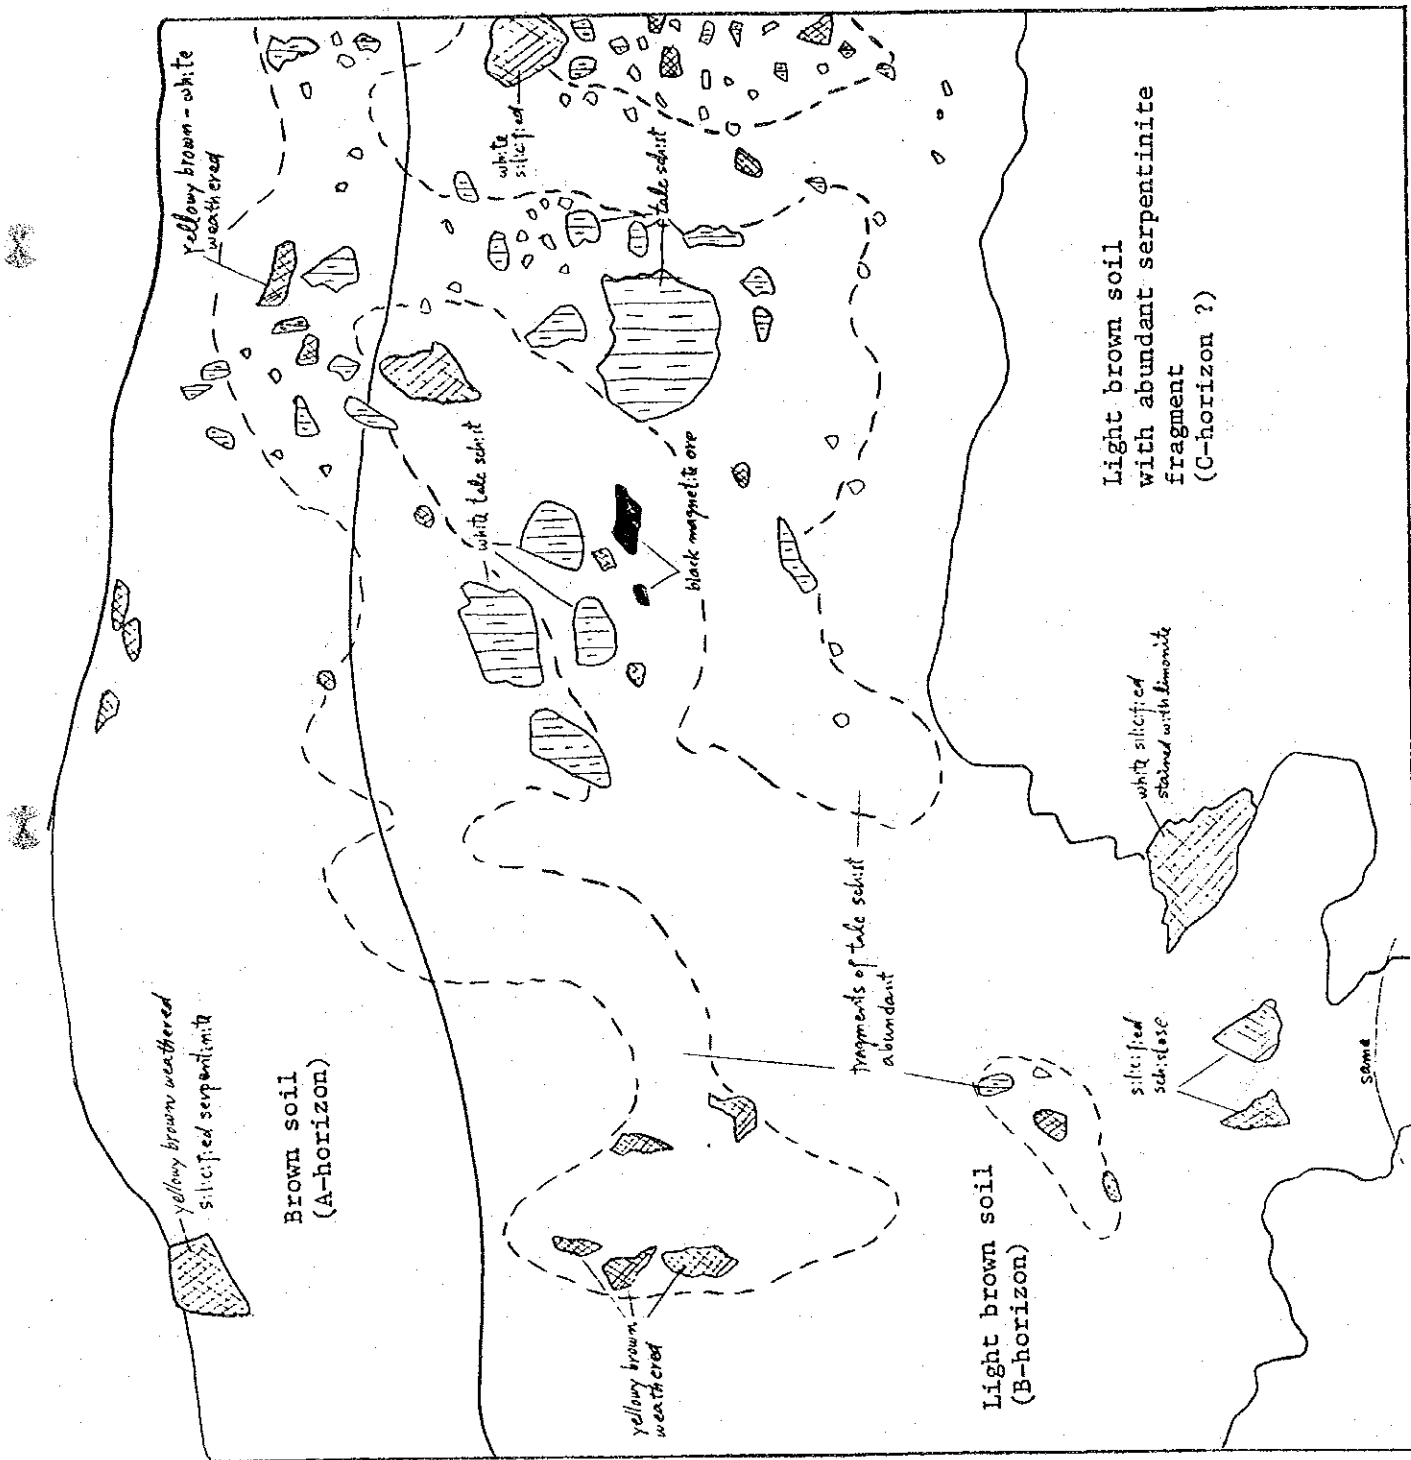 yellowy brown weathered
silicified serpentinite
yellowy brown - white
weathered
Brown soil
(A-horizon)
white talc schist
white
silicified
talc schist
black magnetite ore
yellowy brown
weathered
fragments of talc schist
abundant
Light brown soil
(B-horizon)
silicified
schistose
white silicified
stained with limonite
Light brown soil
with abundant serpentinite
fragment
(C-horizon ??)
same